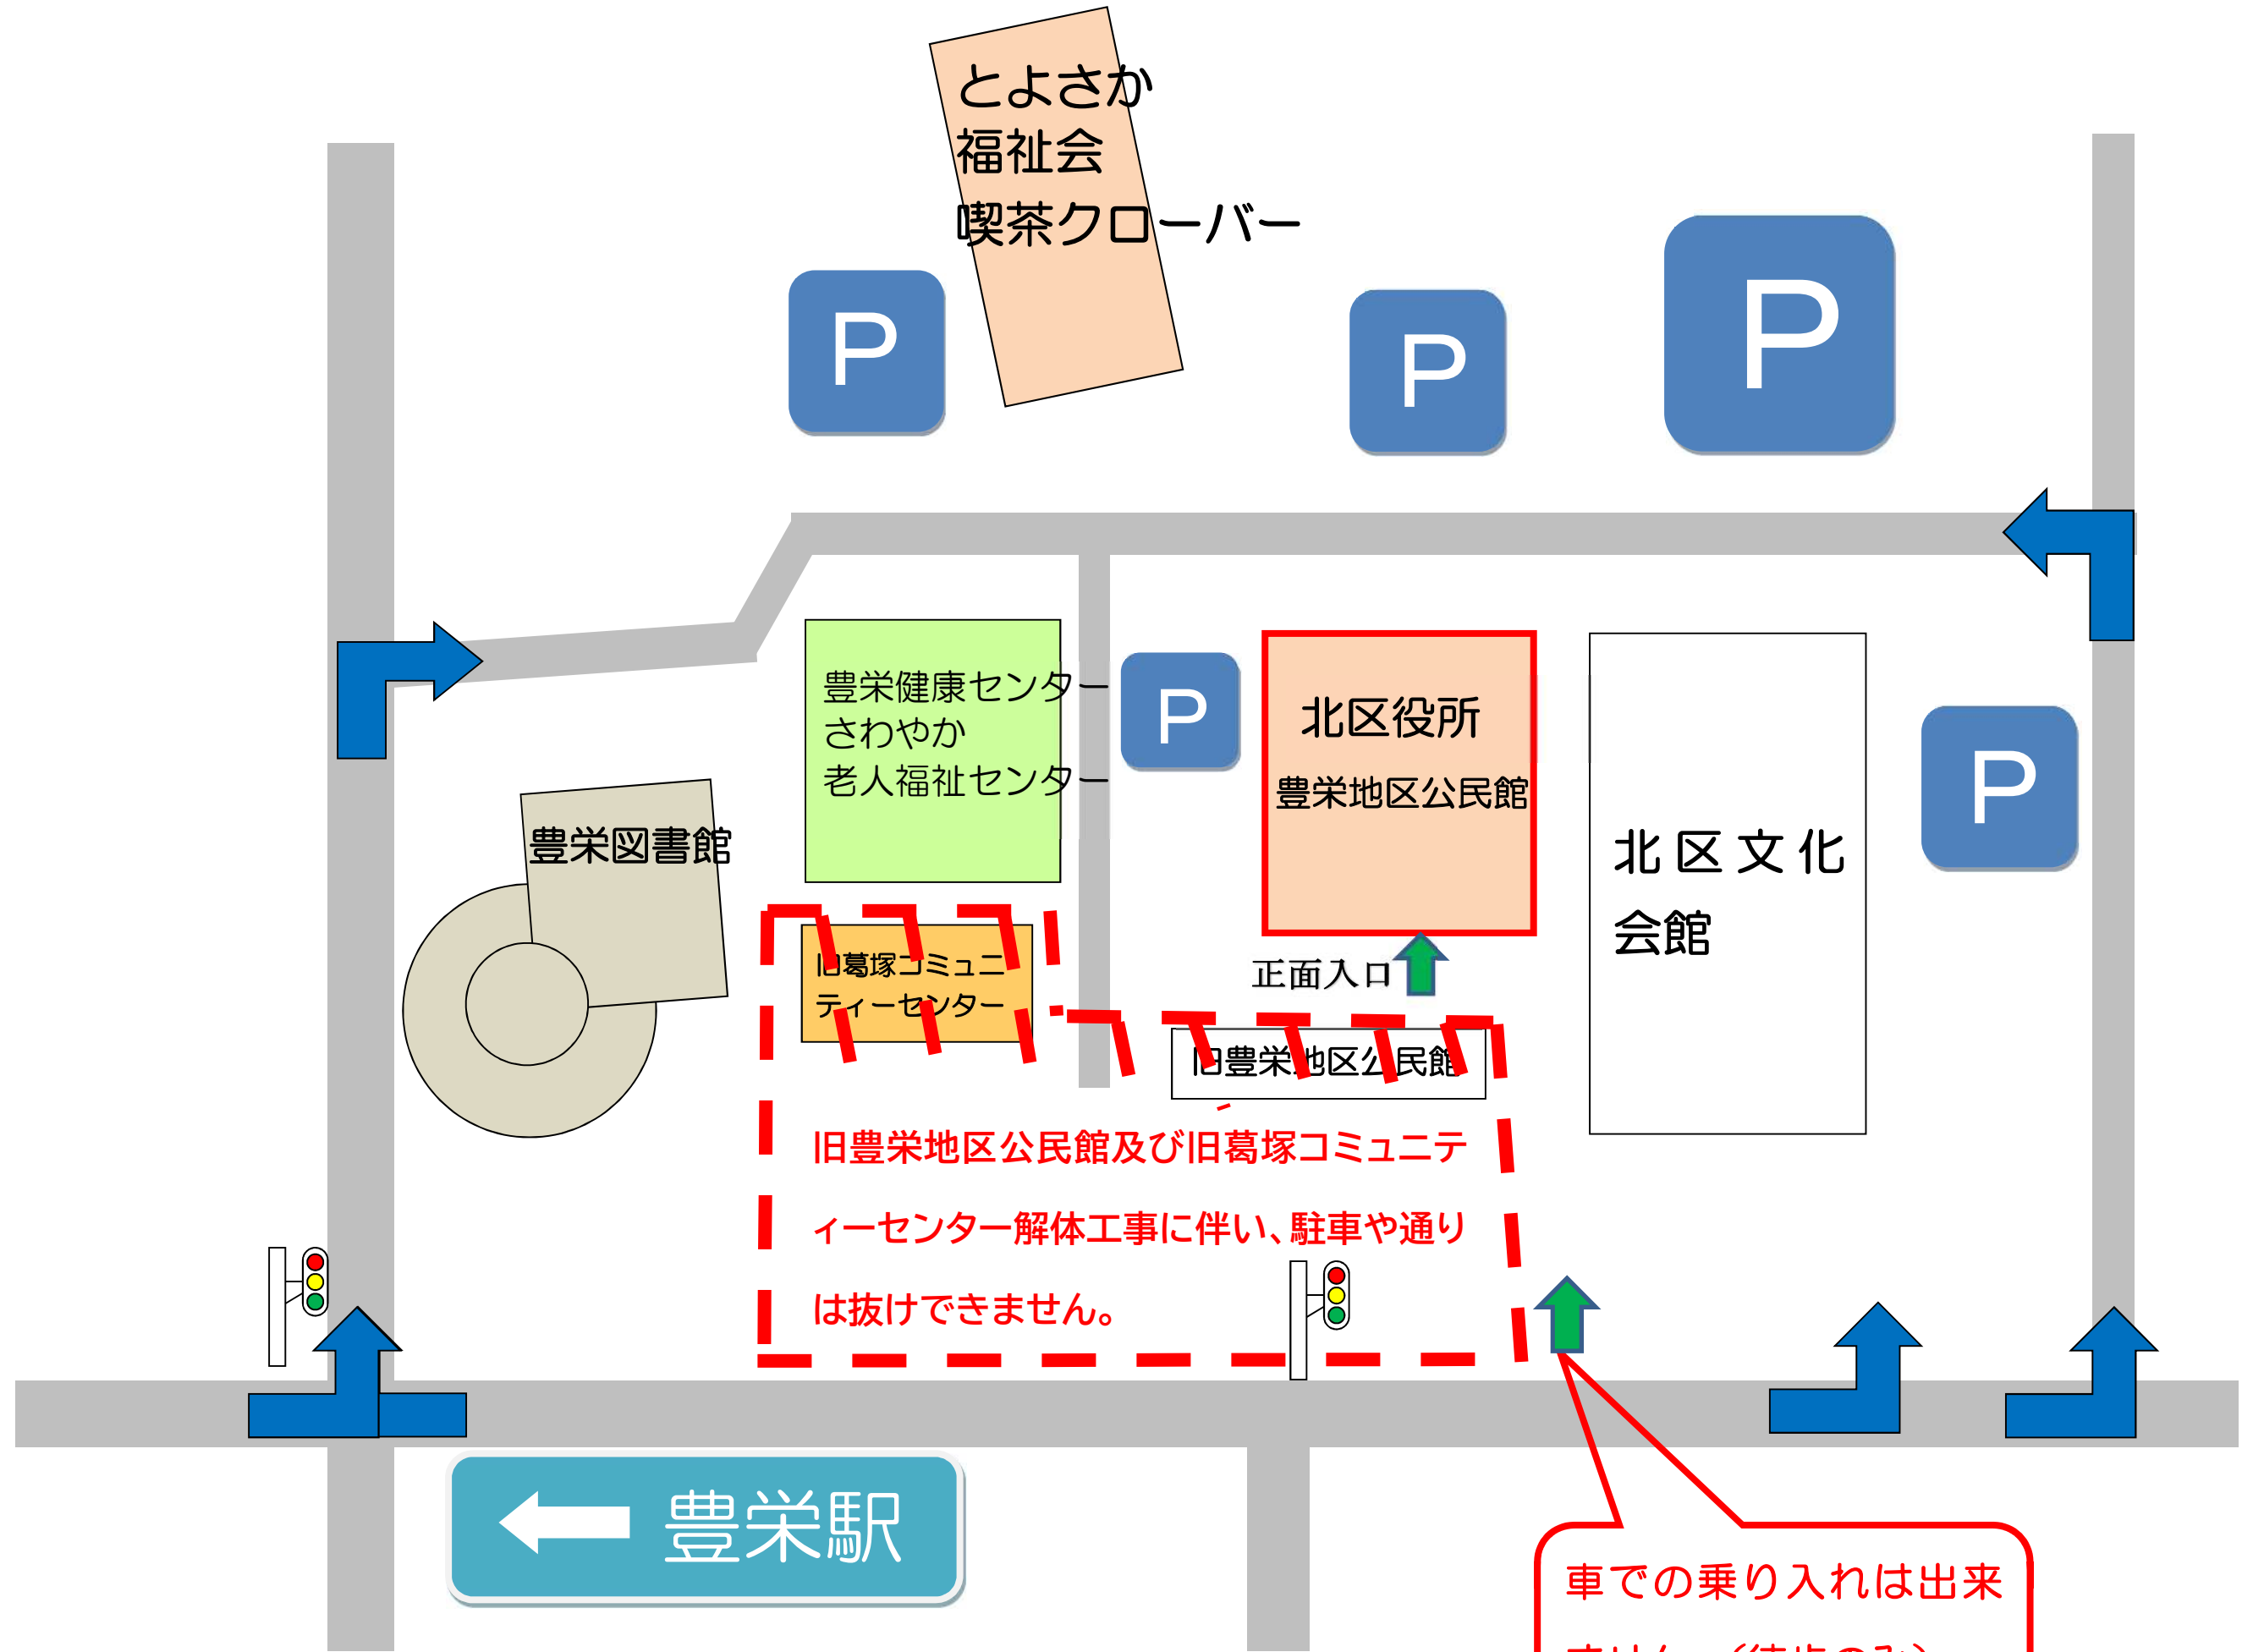 とよさか
福祉会
喫茶クローバー
P
P
P
豊栄健康センター
さわやか
老人福祉センター
P
北区役所
豊栄地区公民館
P
豊栄図書館
北区文化
会館
旧葛塚コミュニ
ティーセンター
正面入口
旧豊栄地区公民館
旧豊栄地区公民館及び旧葛塚コミュニテ
ィーセンター解体工事に伴い、駐車や通り
は抜けできません。
豊栄駅
車での乗り入れは出来
ません。（徒歩のみ）